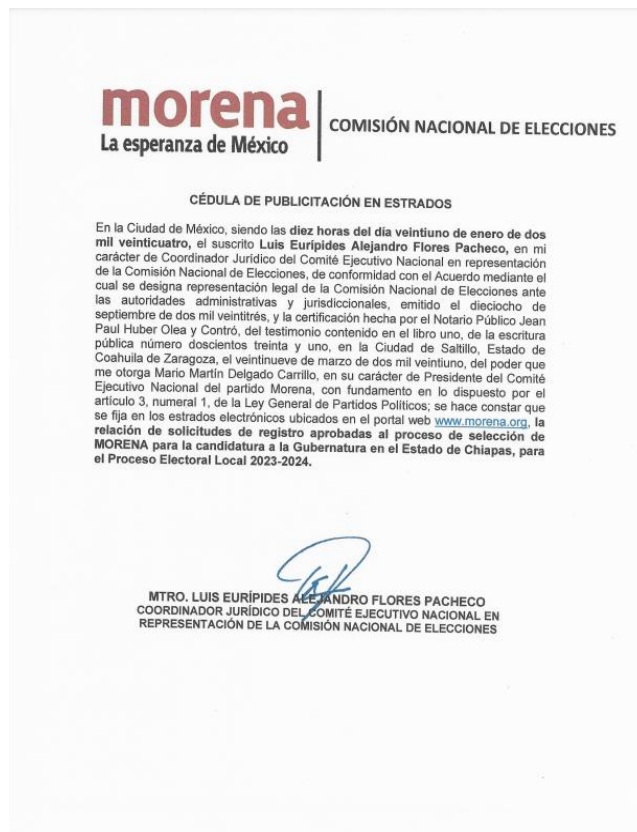 morena
La esperanza de México
COMISIÓN NACIONAL DE ELECCIONES
CÉDULA DE PUBLICITACIÓN EN ESTRADOS
En la Ciudad de México, siendo las diez horas del día veintiuno de enero de dos
mil veinticuatro, el suscrito Luis Eurípides Alejandro Flores Pacheco, en mi
carácter de Coordinador Jurídico del Comité Ejecutivo Nacional en representación
de la Comisión Nacional de Elecciones, de conformidad con el Acuerdo mediante el
cual se designa representación legal de la Comisión Nacional de Elecciones ante
las autoridades administrativas y jurisdiccionales, emitido el dieciocho de
septiembre de dos mil veintitrés, y la certificación hecha por el Notario Público Jean
Paul Huber Olea y Contró, del testimonio contenido en el libro uno, de la escritura
pública número doscientos treinta y uno, en la Ciudad de Saltillo, Estado de
Coahuila de Zaragoza, el veintinueve de marzo de dos mil veintiuno, del poder que
me otorga Mario Martín Delgado Carrillo, en su carácter de Presidente del Comité
Ejecutivo Nacional del partido Morena, con fundamento en lo dispuesto por el
artículo 3, numeral 1, de la Ley General de Partidos Políticos; se hace constar que
se fija en los estrados electrónicos ubicados en el portal web www.morena.org, la
relación de solicitudes de registro aprobadas al proceso de selección de
MORENA para la candidatura a la Gubernatura en el Estado de Chiapas, para
el Proceso Electoral Local 2023-2024.
MTRO. LUIS EURÍPIDES ALEJANDRO FLORES PACHECO
COORDINADOR JURÍDICO DEL COMITÉ EJECUTIVO NACIONAL EN
REPRESENTACIÓN DE LA COMISIÓN NACIONAL DE ELECCIONES